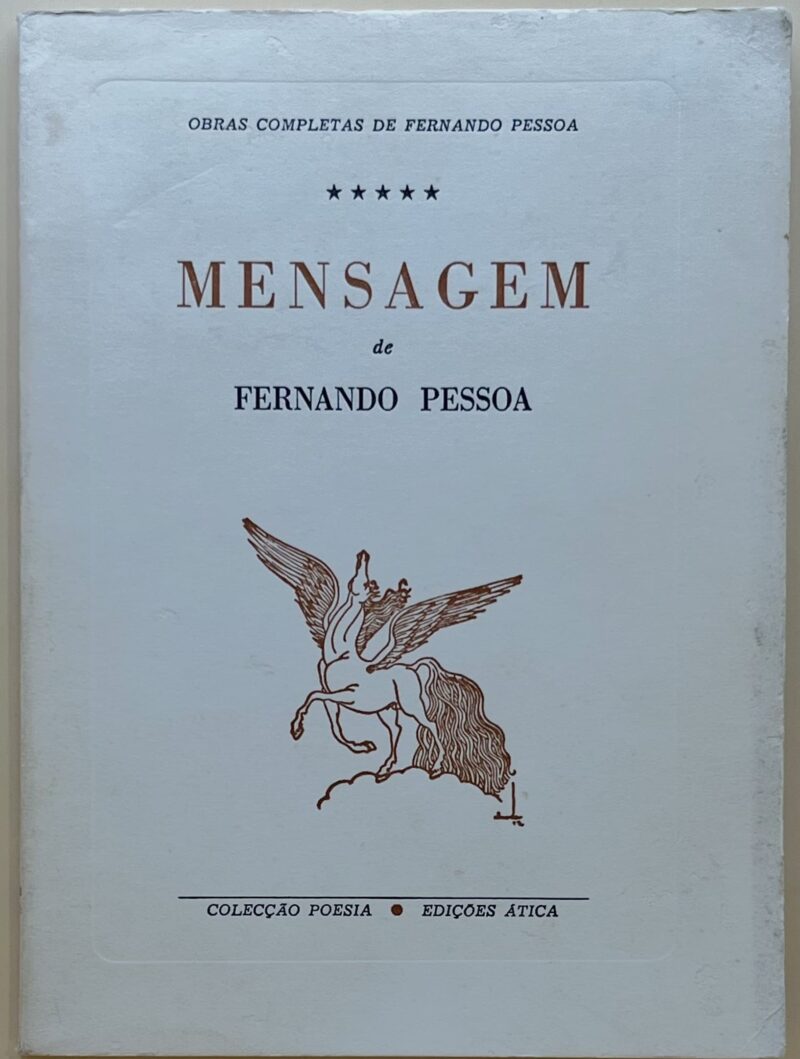 OBRAS COMPLETAS DE FERNANDO PESSOA
★★★★★
MENSAGEM
de
FERNANDO PESSOA
COLECÇÃO POESIA ● EDIÇÕES ÁTICA